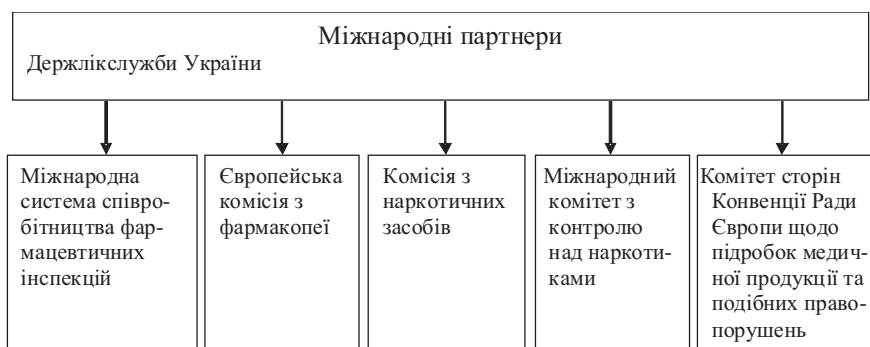 Міжнародні партнери
Держлікслужби України
Міжнародна
система співро-
бітництва фар-
мацевтичних
інспекцій
Європейська
комісія з
фармакопеї
Комісія з
наркотичних
засобів
Міжнародний
комітет з
контролю
над наркоти-
ками
Комітет сторін
Конвенції Ради
Європи щодо
підробок медич-
ної продукції та
подібних право-
порушень